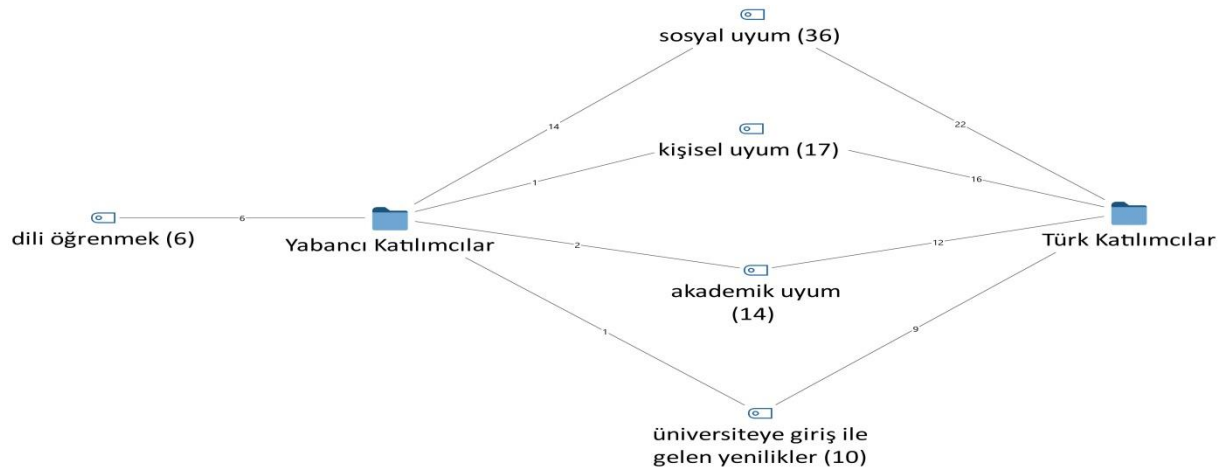 sosyal uyum (36)
14
22
kişisel uyum (17)
1
16
6
dili öğrenmek (6)
Yabancı Katılımcılar
Türk Katılımcılar
2
12
akademik uyum
(14)
1
9
üniversiteye giriş ile
gelen yenilikler (10)